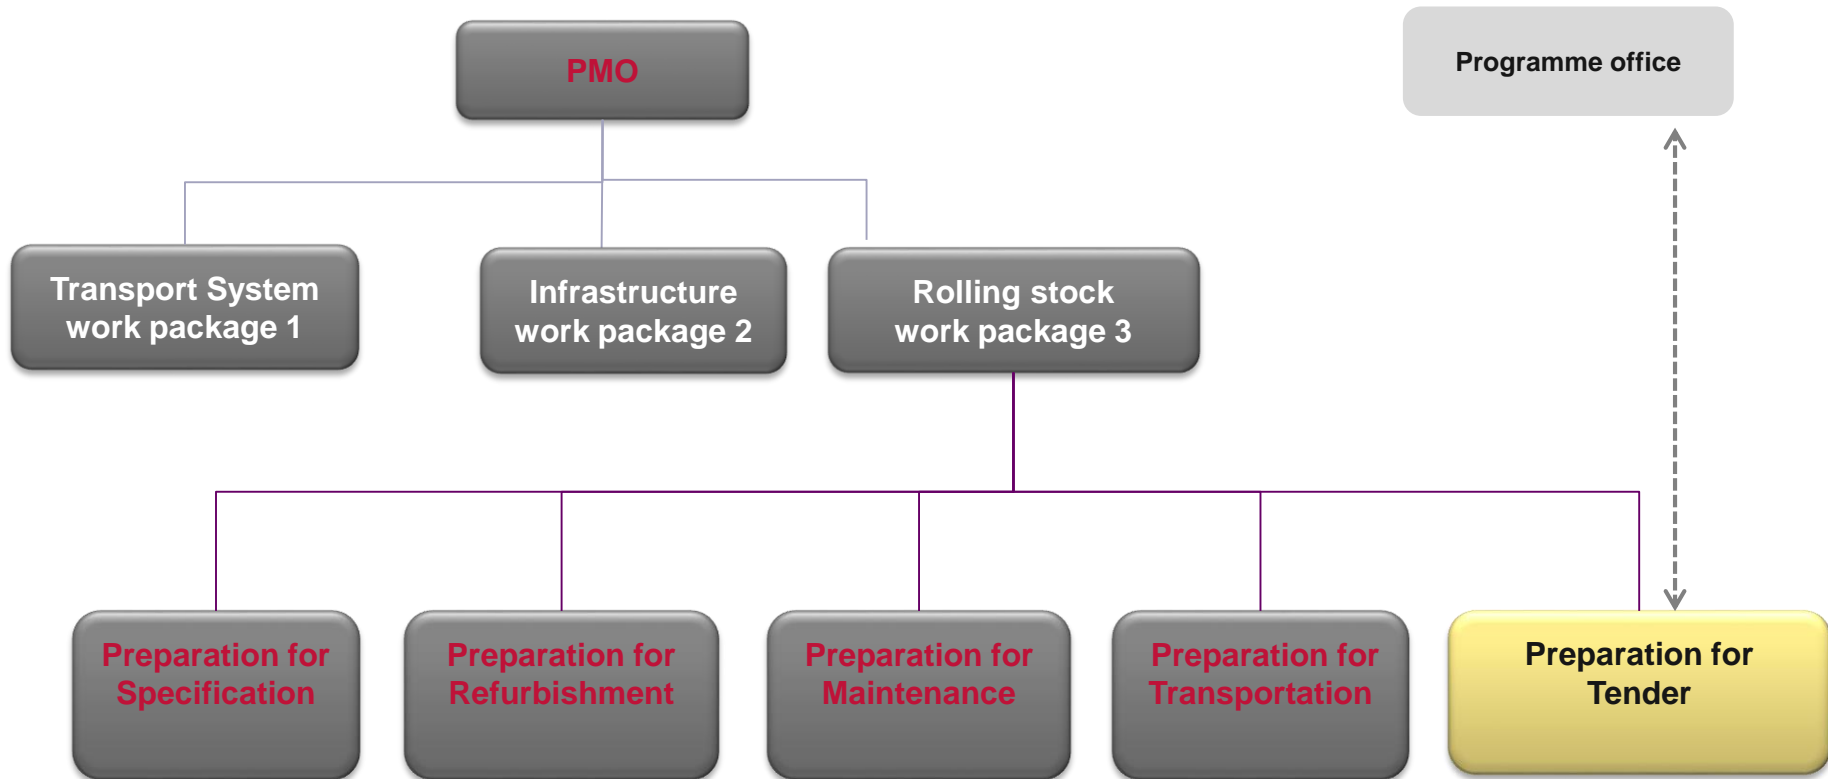 PMO
Programme office
Transport System
work package 1
Infrastructure
work package 2
Rolling stock
work package 3
Preparation for
Specification
Preparation for
Refurbishment
Preparation for
Maintenance
Preparation for
Transportation
Preparation for
Tender